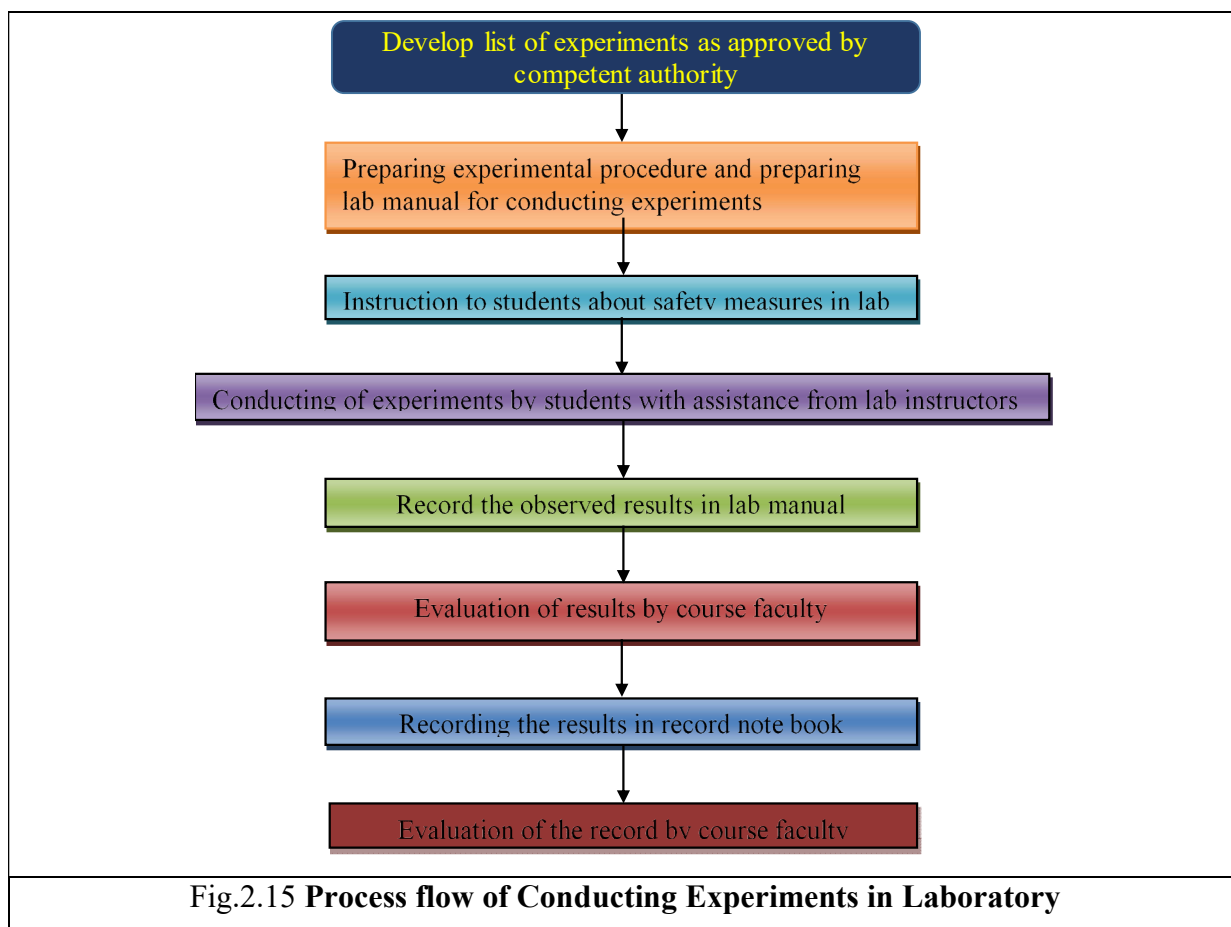 Develop list of experiments as approved by
competent authority
Preparing experimental procedure and preparing
lab manual for conducting experiments
Instruction to students about safety measures in lab
Conducting of experiments by students with assistance from lab instructors
Record the observed results in lab manual
Evaluation of results by course faculty
Recording the results in record note book
Evaluation of the record by course faculty
Fig.2.15 Process flow of Conducting Experiments in Laboratory